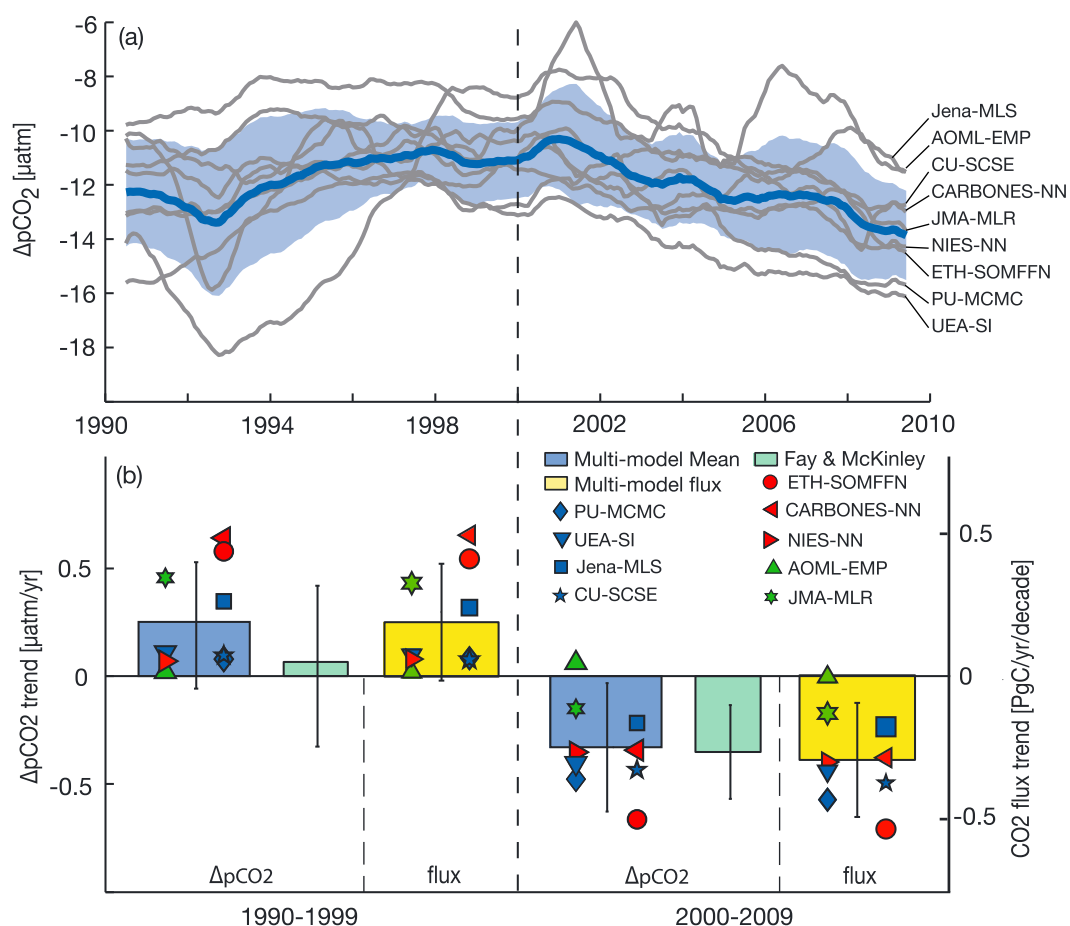 (a)
ΔpCO2 [µatm]
-6
-8
-10
-12
-14
-16
-18
Jena-MLS
AOML-EMP
CU-SCSE
CARBONES-NN
JMA-MLR
NIES-NN
ETH-SOMFFN
PU-MCMC
UEA-SI
1990 1994 1998 2002 2006 2010
(b)
Multi-model Mean
Multi-model flux
PU-MCMC
UEA-SI
Jena-MLS
CU-SCSE
Fay & McKinley
ETH-SOMFFN
CARBONES-NN
NIES-NN
AOML-EMP
JMA-MLR
ΔpCO2 trend [µatm/yr]
0.5
0
-0.5
0.5
0
-0.5
CO2 flux trend [PgC/yr/decade]
ΔpCO2 flux ΔpCO2 flux
1990-1999 2000-2009